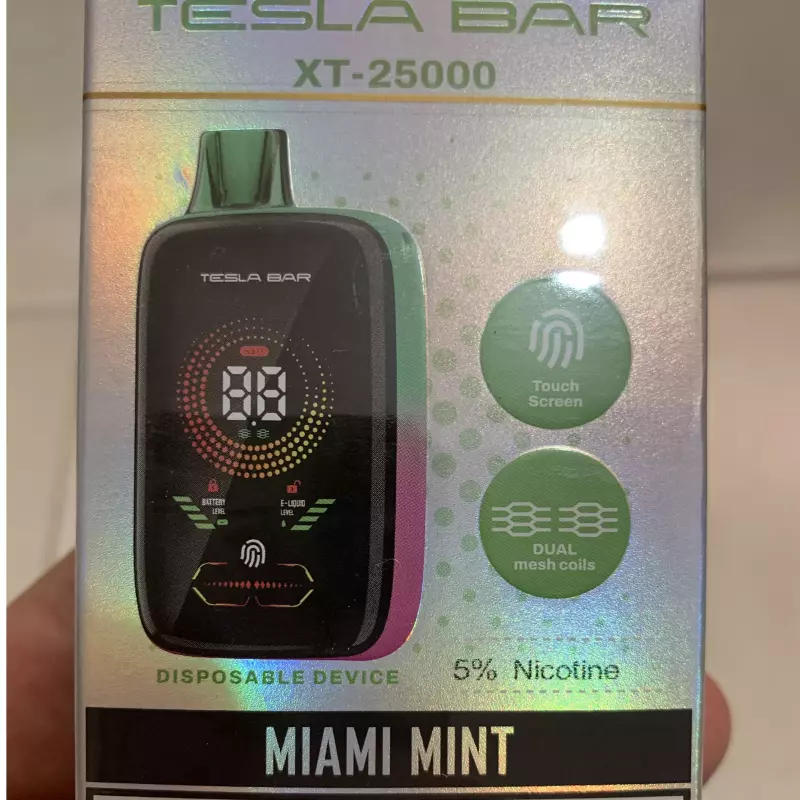 TESLA BAR
XT-25000
TESLA BAR
88
BATTERY
LEVEL
E-LIQUID
LEVEL
Touch
Screen
DUAL
mesh coils
DISPOSABLE DEVICE
5% Nicotine
MIAMI MINT